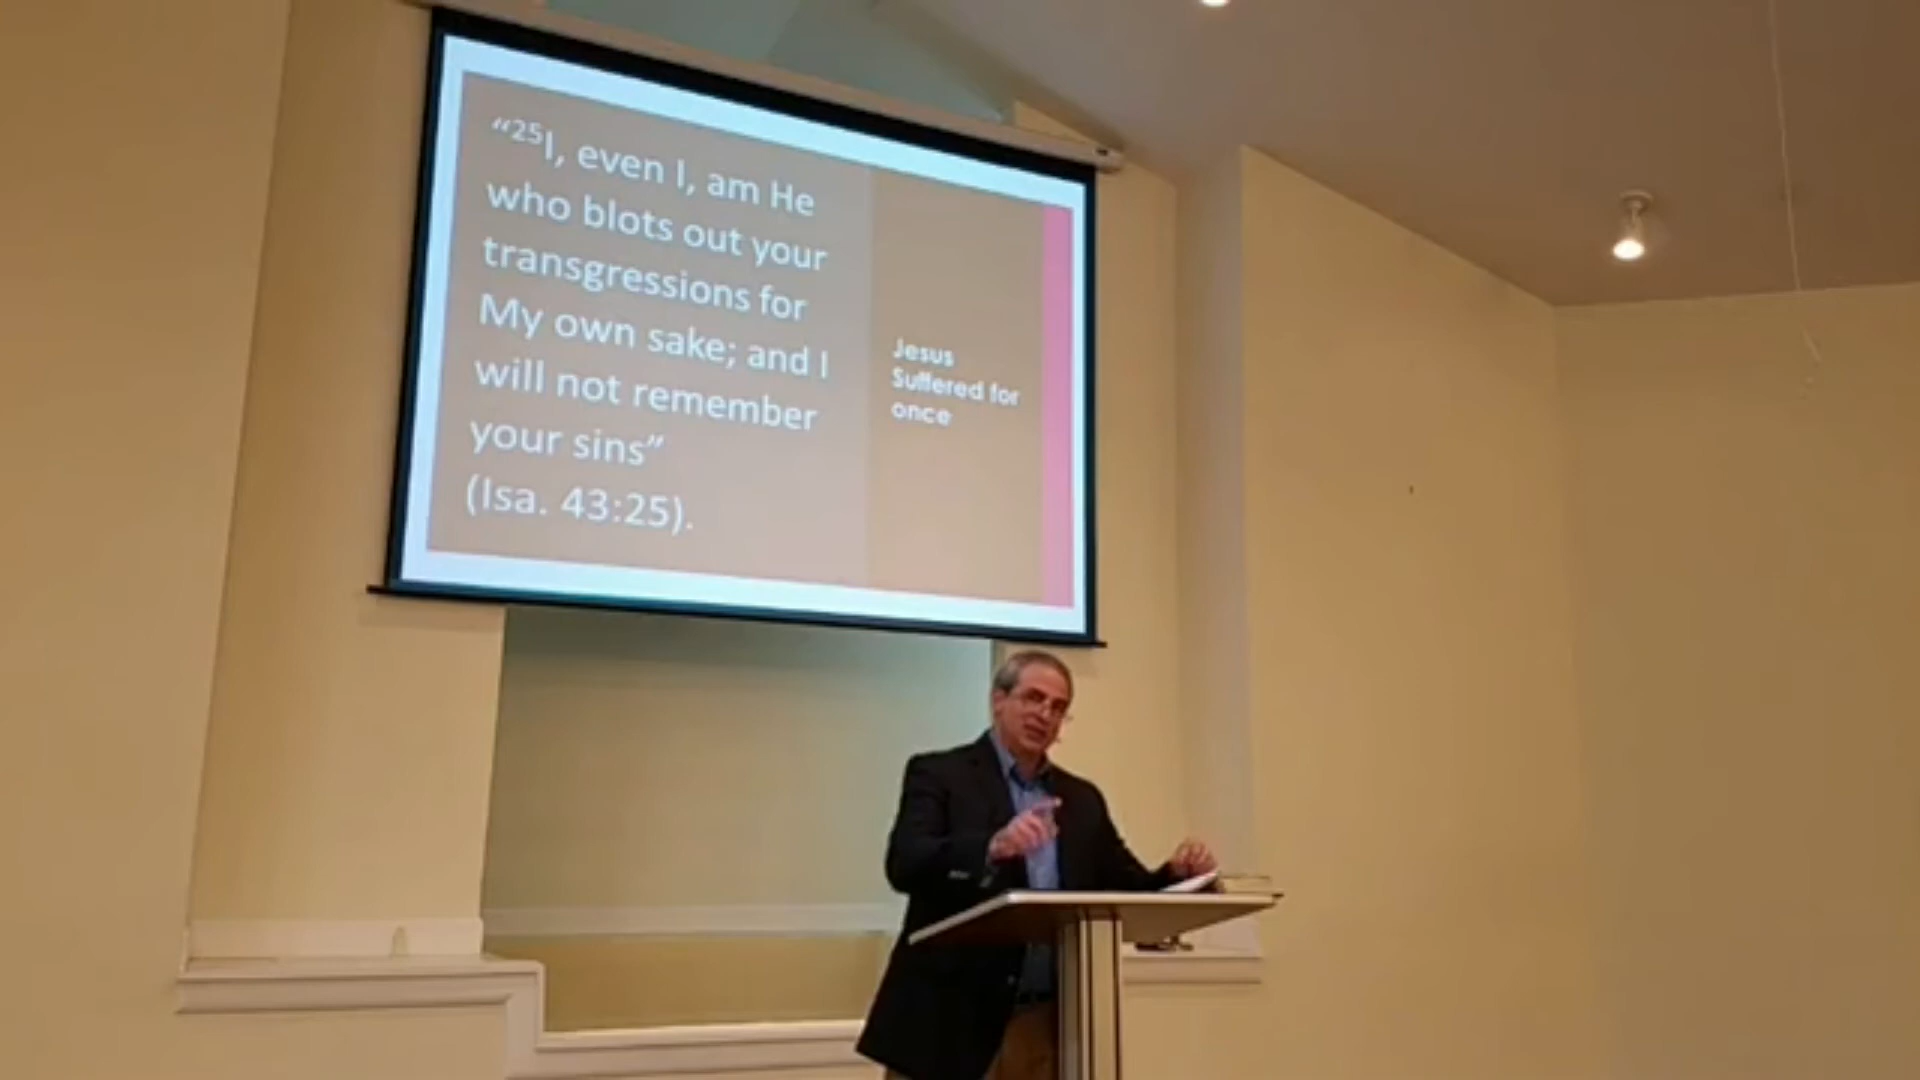 “25I, even I, am He
who blots out your
transgressions for
My own sake; and I
will not remember
your sins”
(Isa. 43:25).
Jesus
Suffered for
once